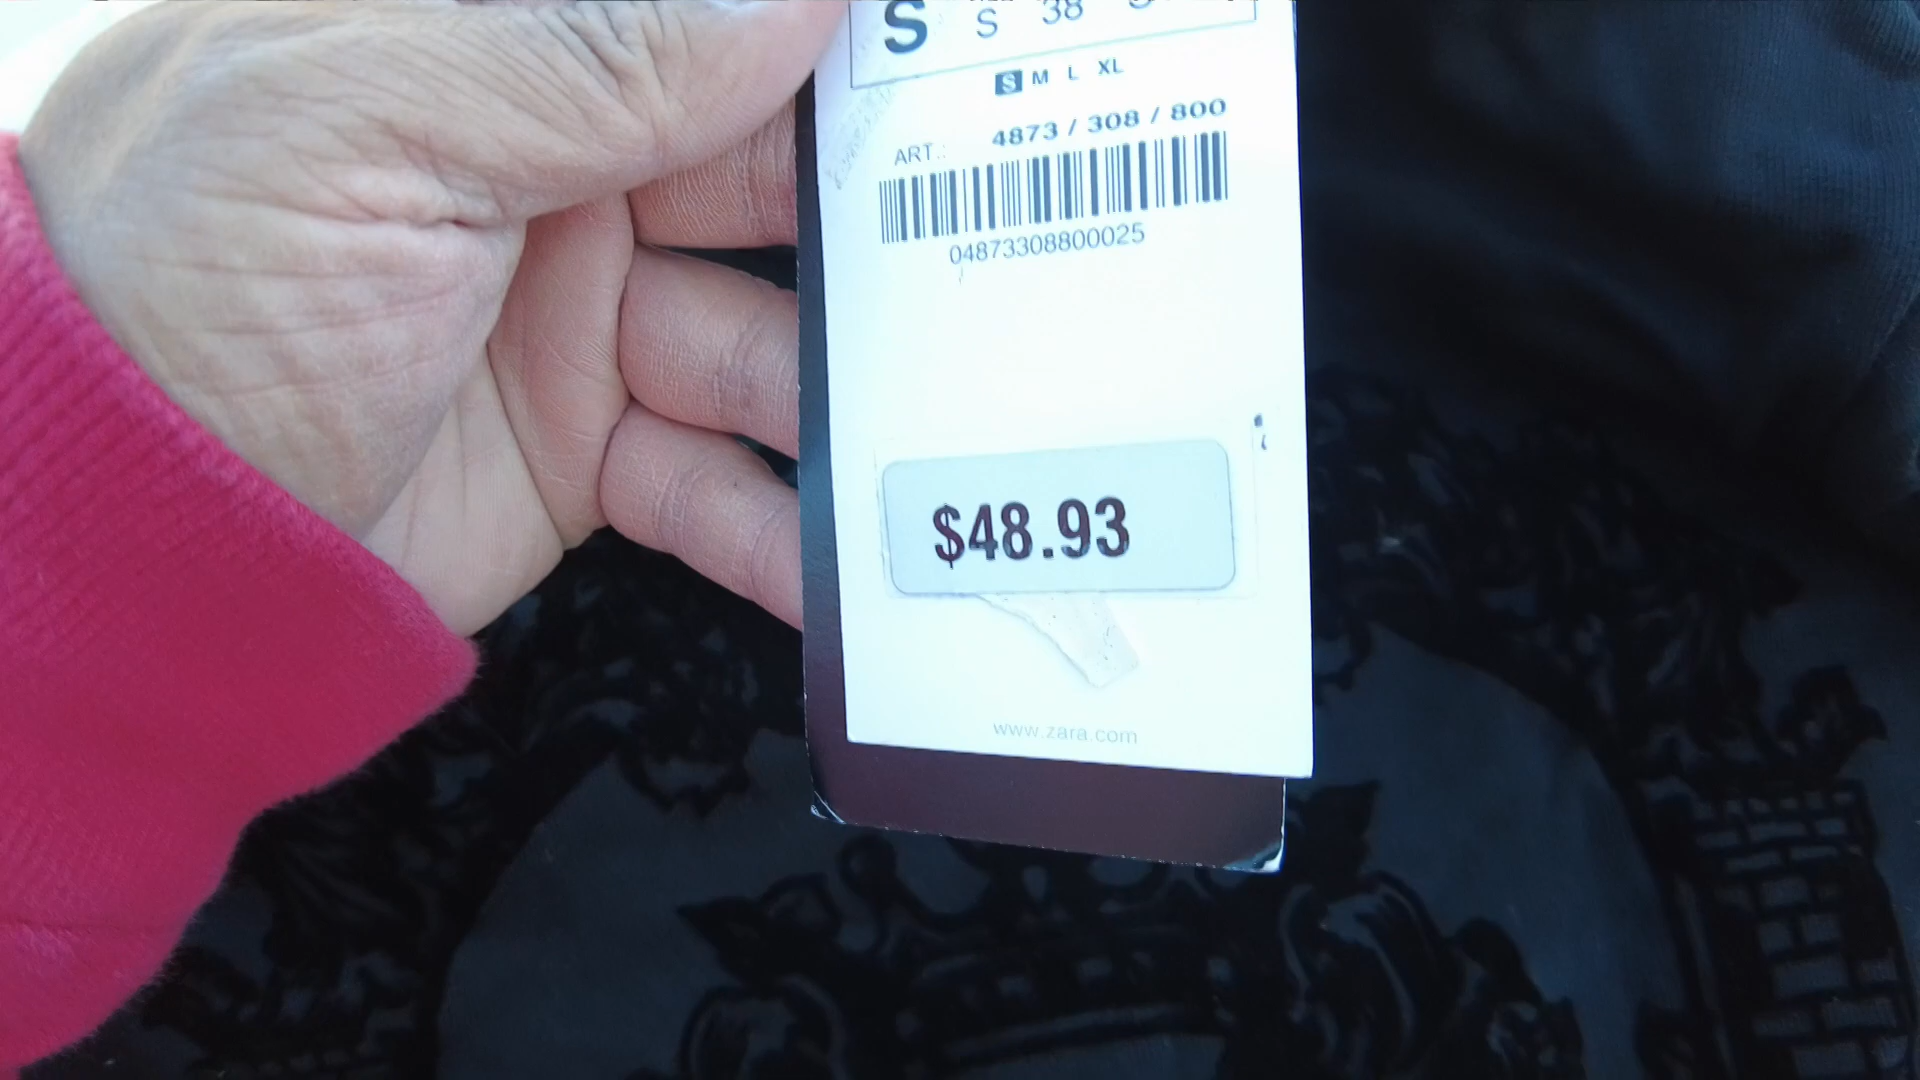 S S 38
S M L XL
ART.: 4873 / 308 / 800
04873308800025
$48.93
www.zara.com